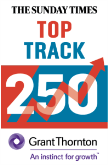 THE SUNDAY TIMES
TOP
TRACK
250
Grant Thornton
An instinct for growth